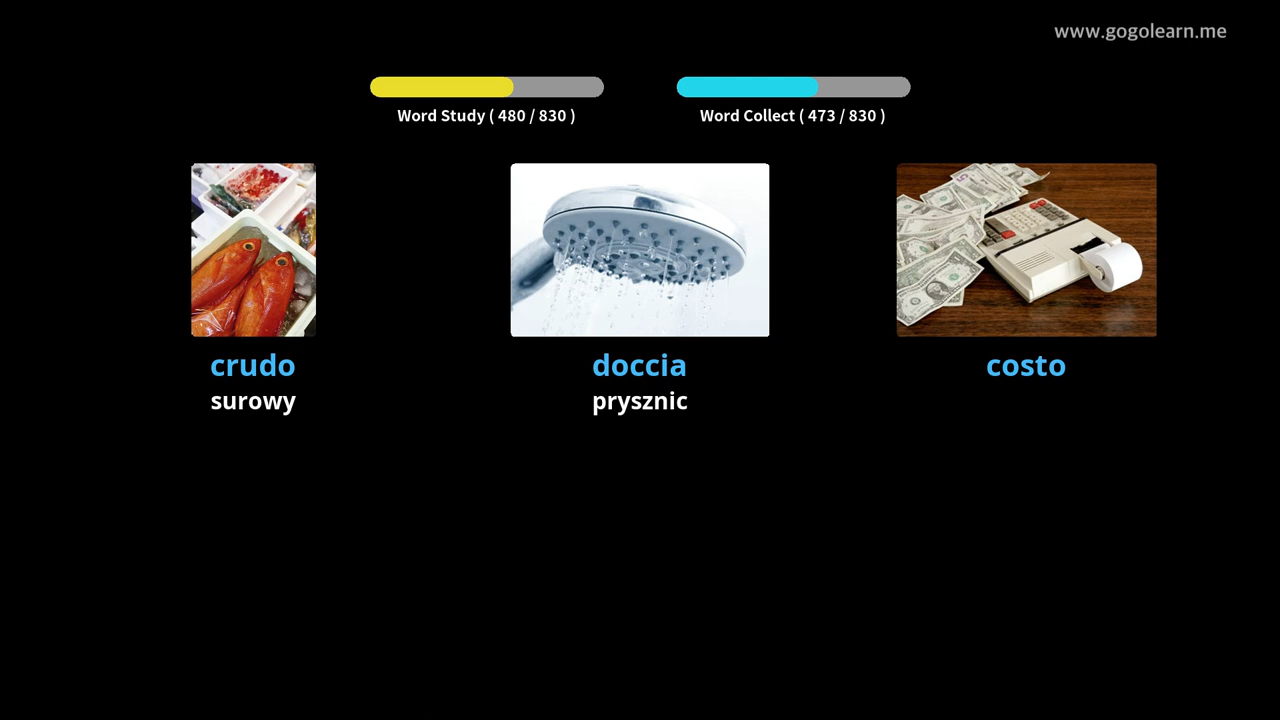 www.gogolearn.me
Word Study ( 480 / 830 )
Word Collect ( 473 / 830 )
crudo
surowy
doccia
prysznic
costo